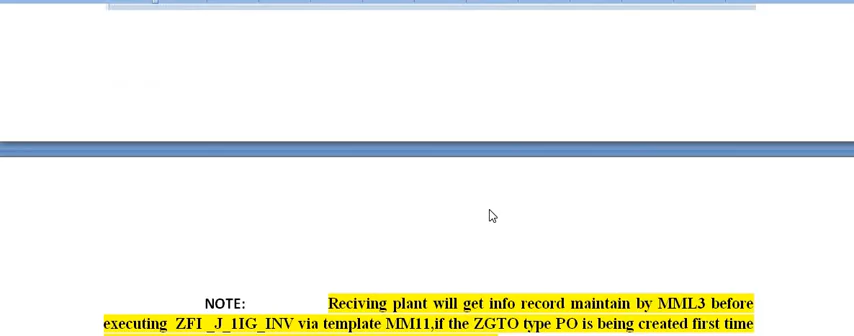 NOTE: Reciving plant will get info record maintain by MML3 before
executing ZFI _J_1IG_INV via template MM11,if the ZGTO type PO is being created first time